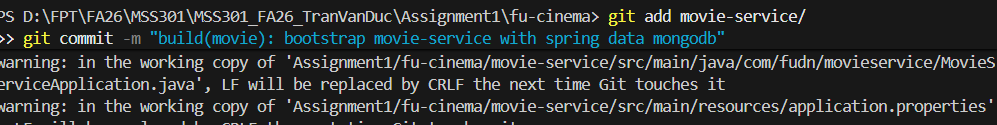 PS D:\FPT\FA26\MSS301\MSS301_FA26_TranVanDuc\Assignment1\fu-cinema> git add movie-service/
>> git commit -m "build(movie): bootstrap movie-service with spring data mongodb"
warning: in the working copy of 'Assignment1/fu-cinema/movie-service/src/main/java/com/fudn/movieservice/MovieS
erviceApplication.java', LF will be replaced by CRLF the next time Git touches it
warning: in the working copy of 'Assignment1/fu-cinema/movie-service/src/main/resources/application.properties'